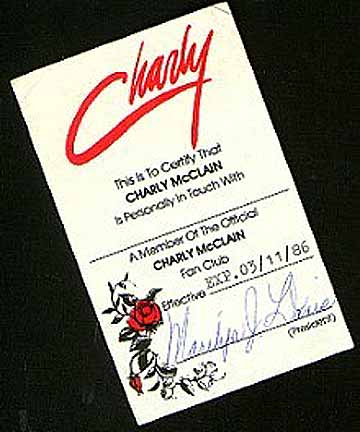 Charly
This is To Certify That
CHARLY McCLAIN
Is Personally In Touch With
A Member Of The Official
CHARLY McCLAIN
Fan Club
Effective EXP. 03/11/86
Marilyn J.
(President)